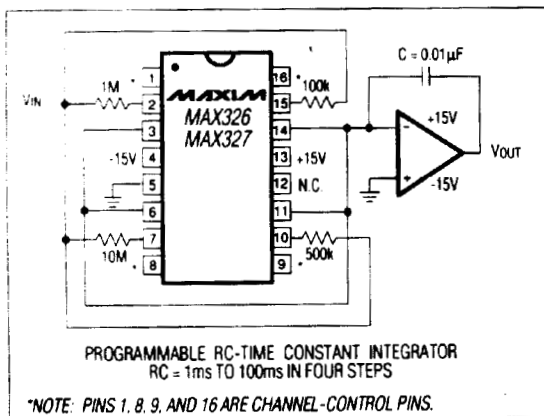 C = 0.01µF
1M
* 1
16 *
100k
VIN
2
15
MAXIM
MAX326
MAX327
3
14
-
+15V
VOUT
-15V
4
13
+15V
5
12
N.C.
+
-15V
6
11
7
10
10M
500k
* 8
9 *
PROGRAMMABLE RC-TIME CONSTANT INTEGRATOR
RC = 1ms TO 100ms IN FOUR STEPS
*NOTE: PINS 1, 8, 9, AND 16 ARE CHANNEL-CONTROL PINS.